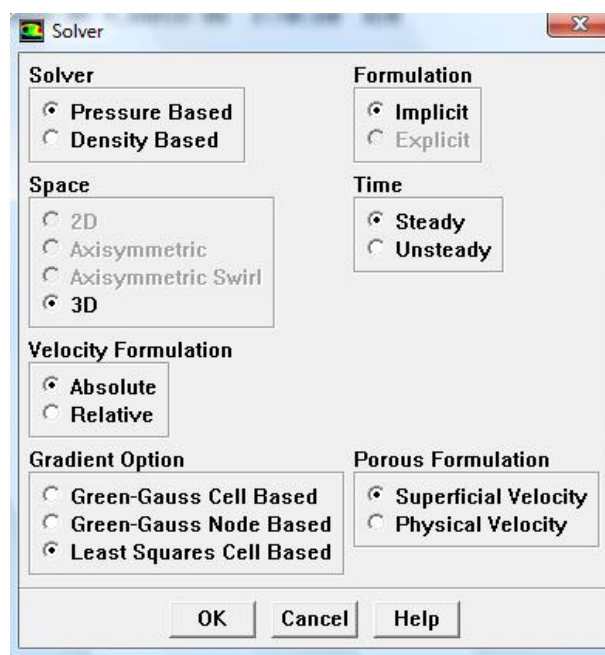 Solver
Solver
Pressure Based
Density Based
Formulation
Implicit
Explicit
Space
2D
Axisymmetric
Axisymmetric Swirl
3D
Time
Steady
Unsteady
Velocity Formulation
Absolute
Relative
Gradient Option
Green-Gauss Cell Based
Green-Gauss Node Based
Least Squares Cell Based
Porous Formulation
Superficial Velocity
Physical Velocity
OK Cancel Help